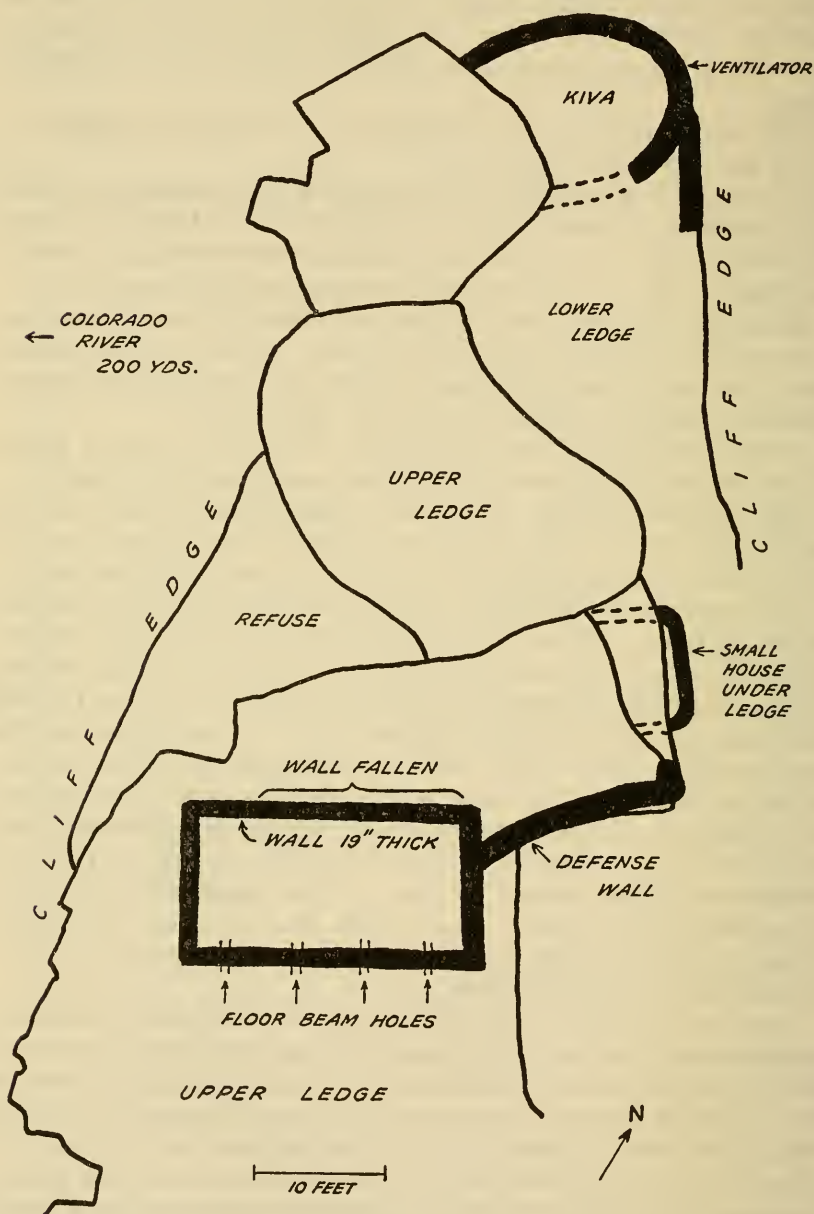 VENTILATOR
KIVA
CLIFF EDGE
LOWER
LEDGE
COLORADO
RIVER
200 YDS.
UPPER
LEDGE
CLIFF EDGE
REFUSE
SMALL
HOUSE
UNDER
LEDGE
WALL FALLEN
WALL 19" THICK
DEFENSE
WALL
FLOOR BEAM HOLES
UPPER LEDGE
N
10 FEET